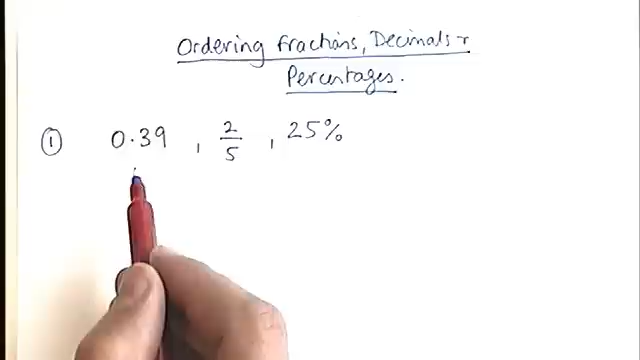 Ordering Fractions, Decimals +
Percentages.
① 0.39 , 2/5 , 25%